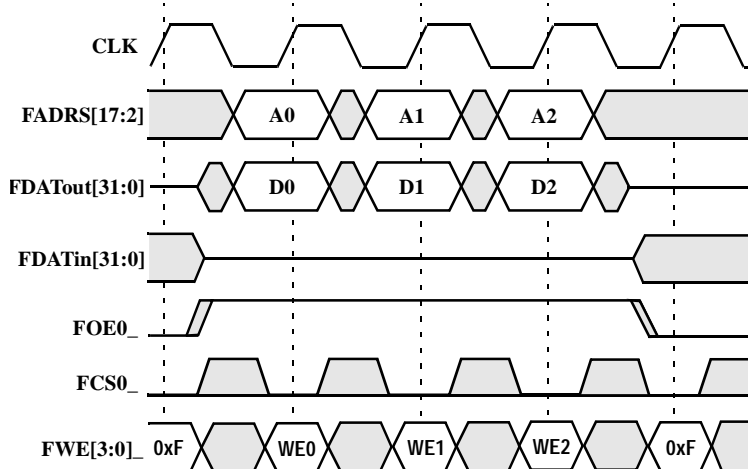 CLK
FADRS[17:2] A0 A1 A2
FDATout[31:0] D0 D1 D2
FDATin[31:0]
FOE0_
FCS0_
FWE[3:0]_ 0xF WE0 WE1 WE2 0xF